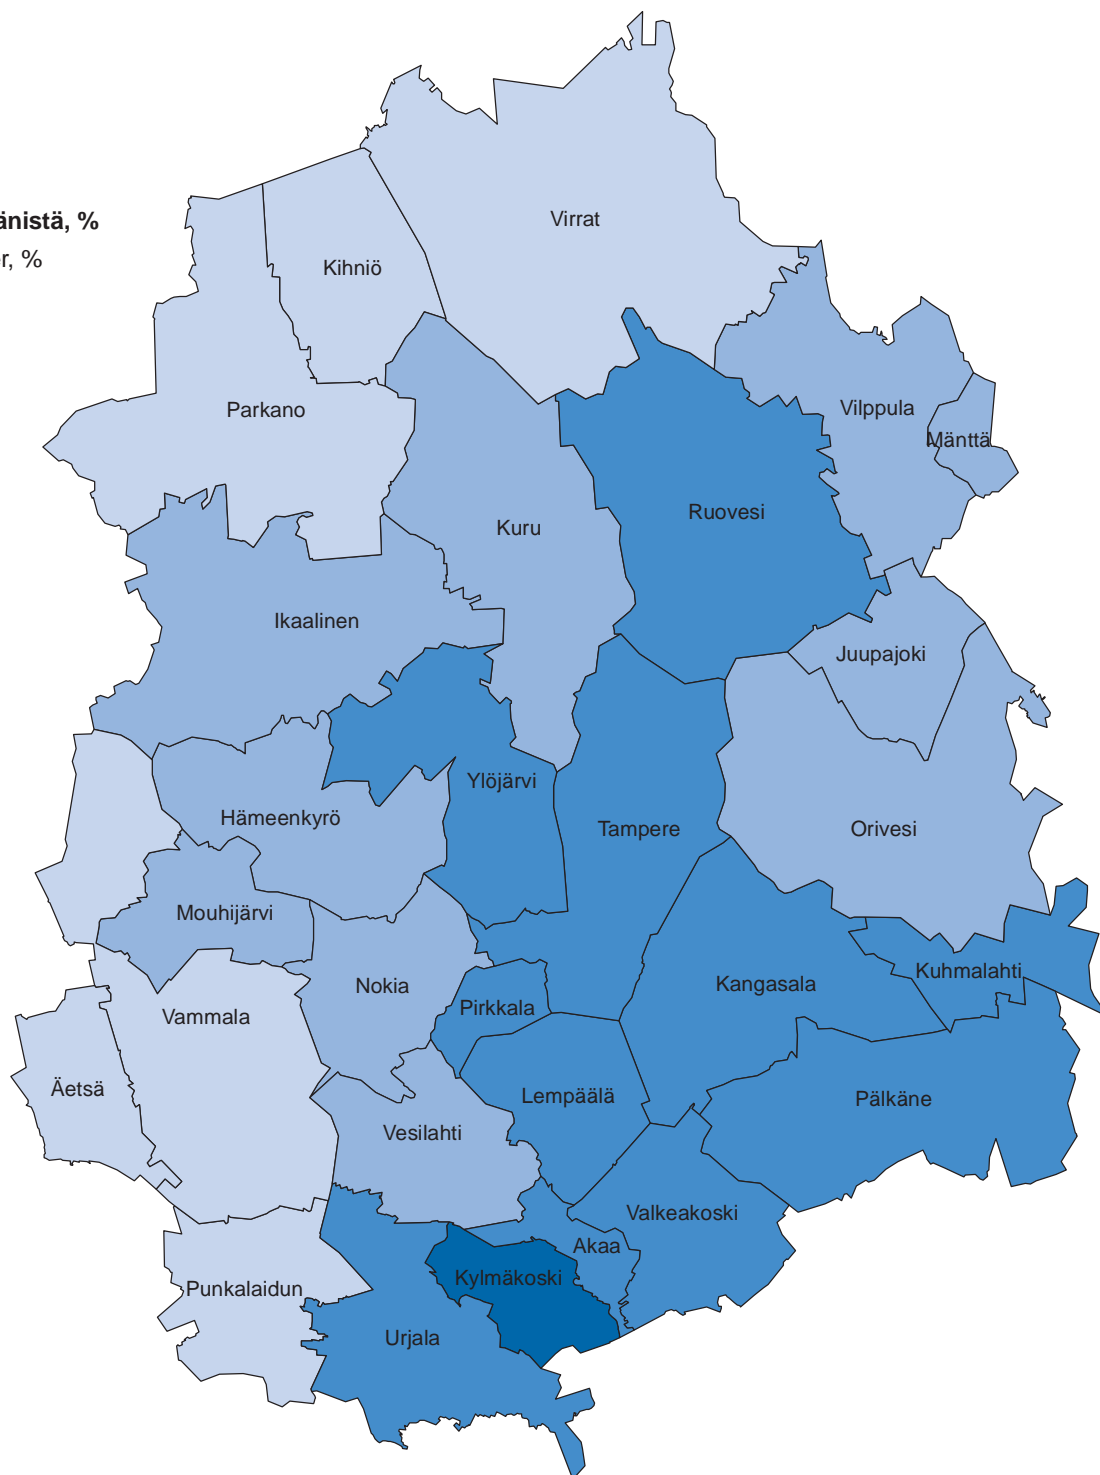 änistä, %
r, %
Virrat
Kihniö
Parkano
Vilppula
Mänttä
Ruovesi
Kuru
Ikaalinen
Juupajoki
Ylöjärvi
Hämeenkyrö
Tampere
Orivesi
Mouhijärvi
Kuhmalahti
Kangasala
Nokia
Pirkkala
Vammala
Äetsä
Lempäälä
Pälkäne
Vesilahti
Valkeakoski
Akaa
Kylmäkoski
Punkalaidun
Urjala